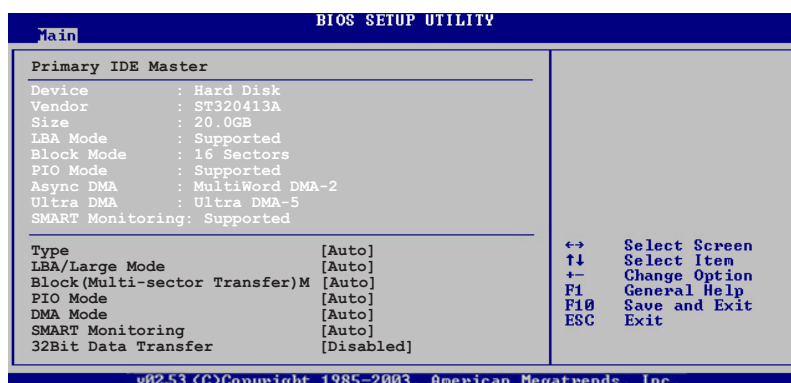 BIOS SETUP UTILITY
Main
Primary IDE Master
Device : Hard Disk
Vendor : ST320413A
Size : 20.0GB
LBA Mode : Supported
Block Mode : 16 Sectors
PIO Mode : Supported
Async DMA : MultiWord DMA-2
Ultra DMA : Ultra DMA-5
SMART Monitoring: Supported
Type [Auto]
LBA/Large Mode [Auto]
Block(Multi-sector Transfer)M [Auto]
PIO Mode [Auto]
DMA Mode [Auto]
SMART Monitoring [Auto]
32Bit Data Transfer [Disabled]
←→ Select Screen
↑↓ Select Item
+- Change Option
F1 General Help
F10 Save and Exit
ESC Exit
v02.53 (C)Copyright 1985-2003, American Megatrends, Inc.